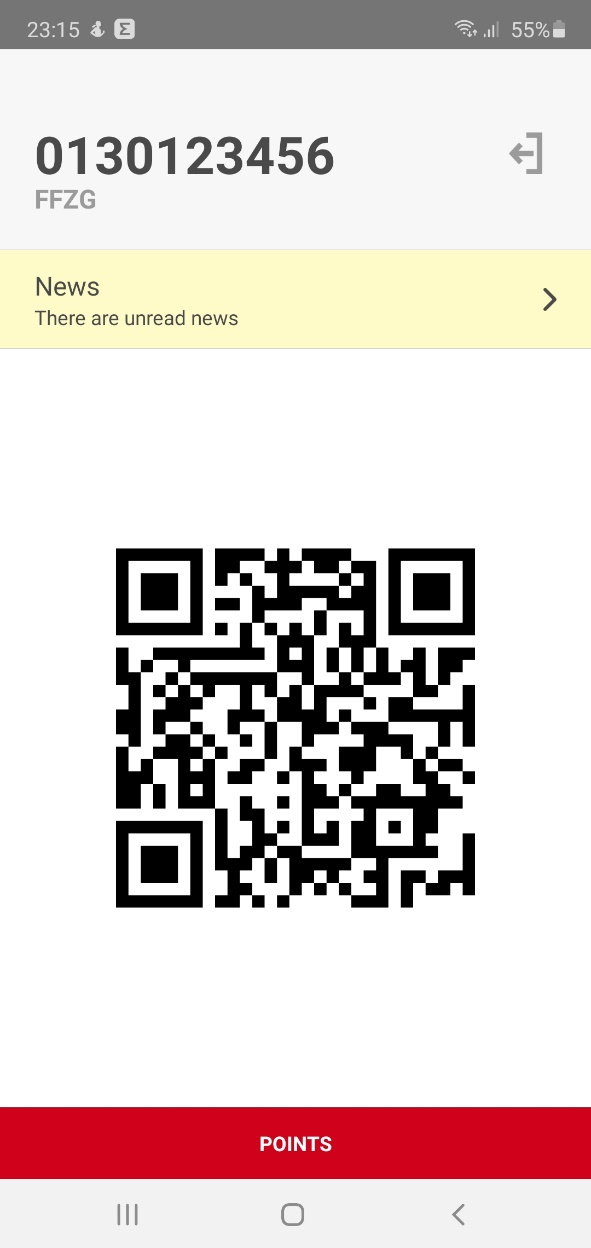 23:15
55%
0130123456
FFZG
News
There are unread news
POINTS